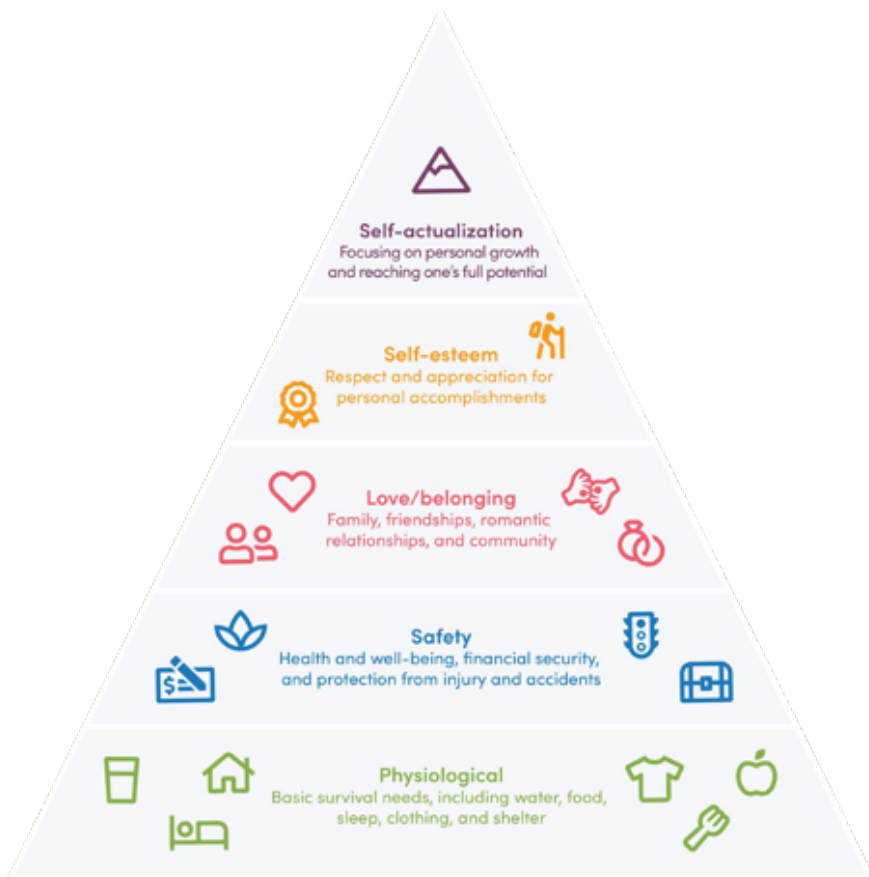 Self-actualization
Focusing on personal growth
and reaching one's full potential
Self-esteem
Respect and appreciation for
personal accomplishments
Love/belonging
Family, friendships, romantic
relationships, and community
Safety
Health and well-being, financial security,
and protection from injury and accidents
$
Physiological
Basic survival needs, including water, food,
sleep, clothing, and shelter